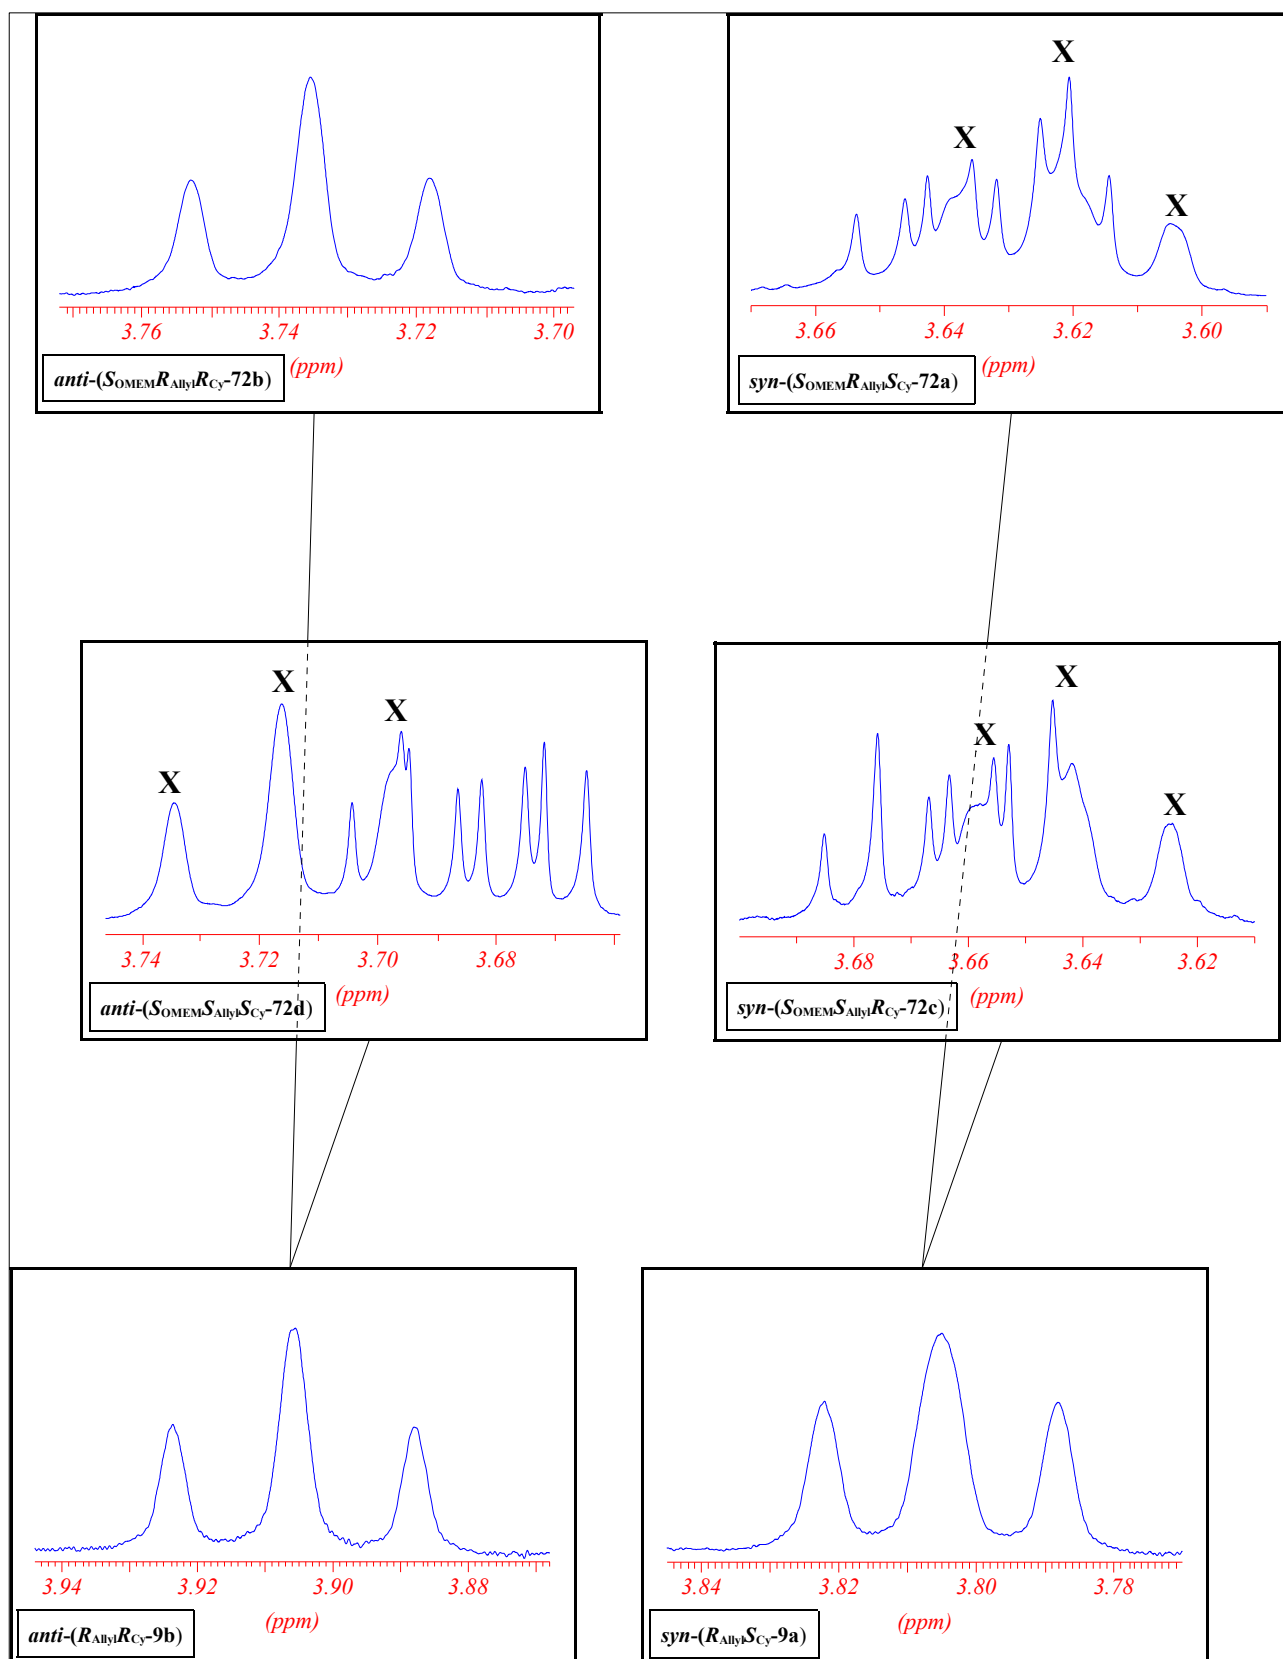 X
X
X
3.76 3.74 3.72 3.70
(ppm)
anti-(SOMEMRAllylRCy-72b)
3.66 3.64 3.62 3.60
(ppm)
syn-(SOMEMRAllylSCy-72a)
X
X
X
X
X
X
3.74 3.72 3.70 3.68
(ppm)
anti-(SOMEMSAllylSCy-72d)
3.68 3.66 3.64 3.62
(ppm)
syn-(SOMEMSAllylRCy-72c)
3.94 3.92 3.90 3.88
(ppm)
anti-(RAllylRCy-9b)
3.84 3.82 3.80 3.78
(ppm)
syn-(RAllylSCy-9a)